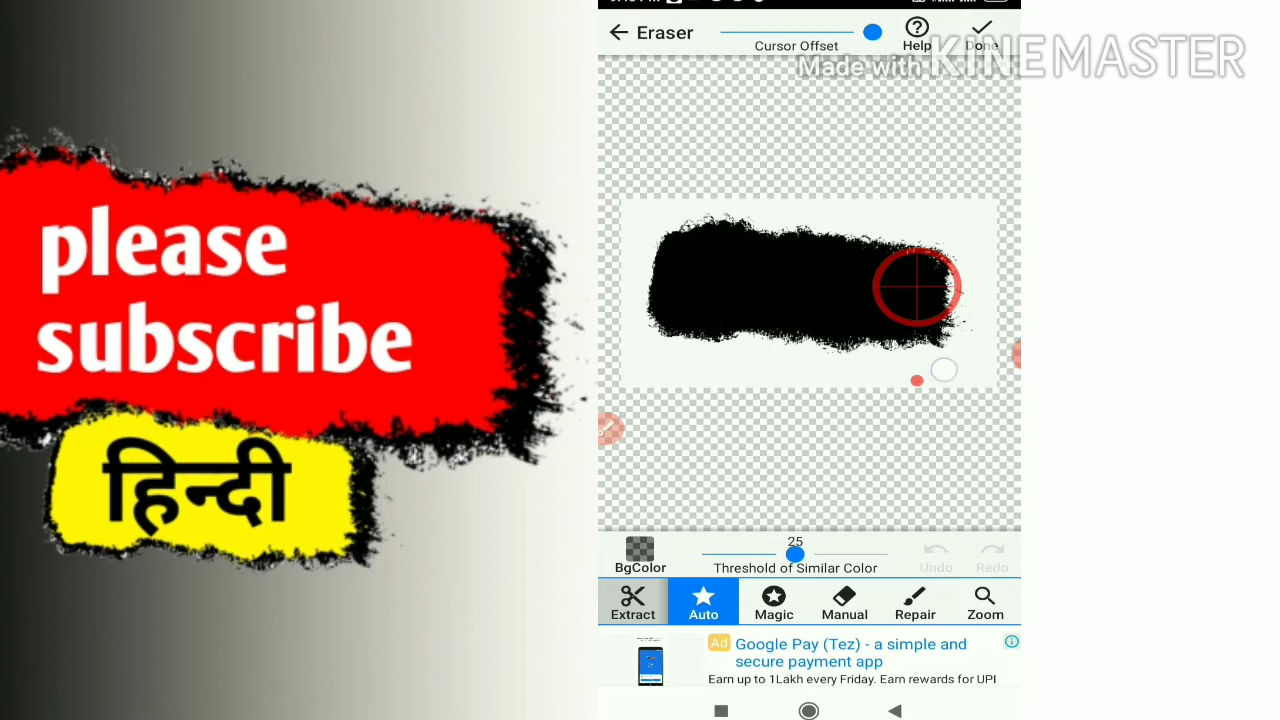 please
subscribe
हिन्दी
Eraser
Cursor Offset
Help
Done
Made with KINEMASTER
25
BgColor
Threshold of Similar Color
Undo
Redo
Extract
Auto
Magic
Manual
Repair
Zoom
Ad
Google Pay (Tez) - a simple and
secure payment app
Earn up to 1Lakh every Friday. Earn rewards for UPI